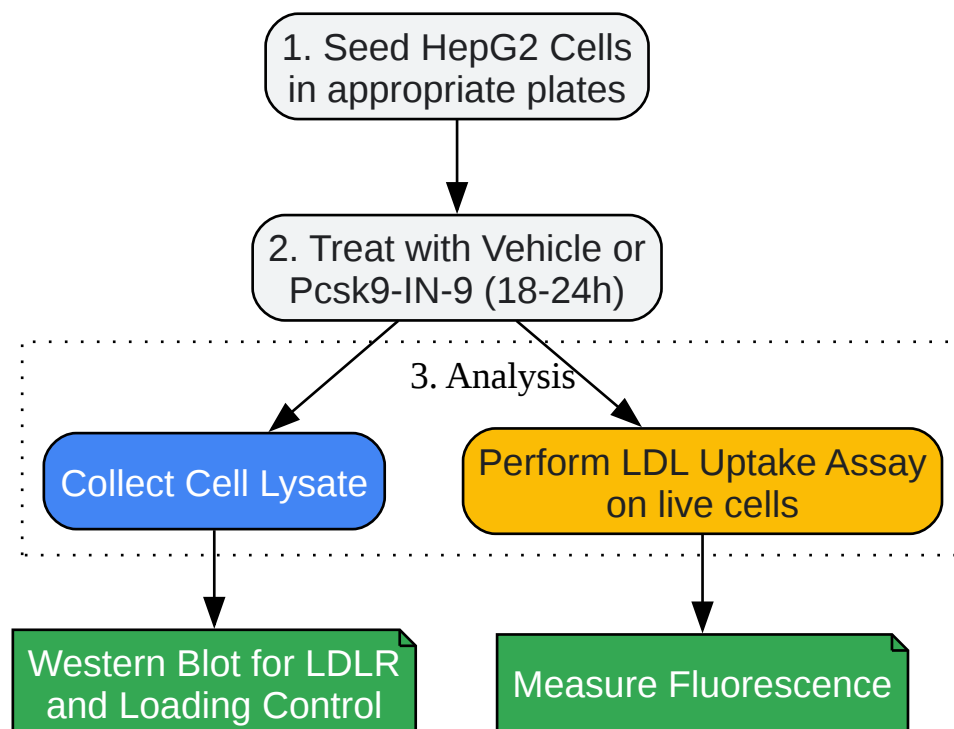 1. Seed HepG2 Cells
in appropriate plates
2. Treat with Vehicle or
Pcsk9-IN-9 (18-24h)
3. Analysis
Collect Cell Lysate
Perform LDL Uptake Assay
on live cells
Western Blot for LDLR
and Loading Control
Measure Fluorescence